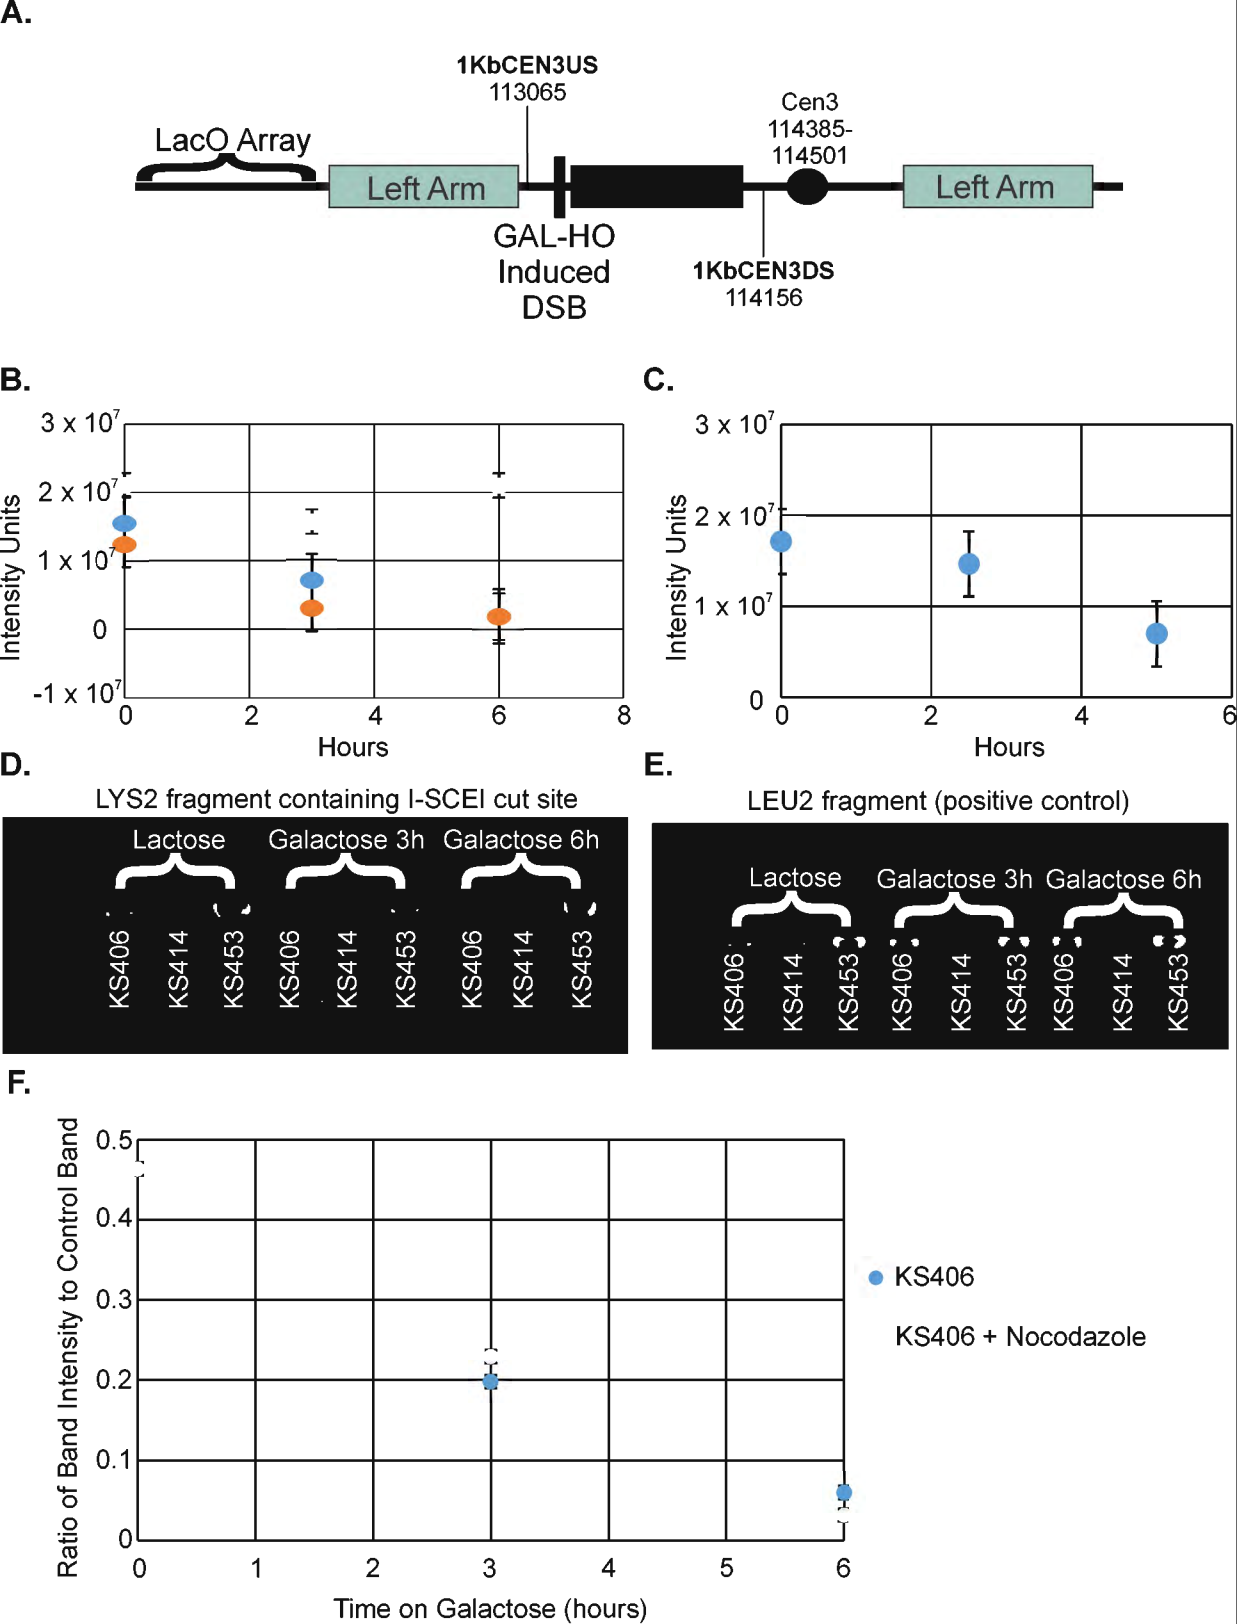 A.
1KbCEN3US
113065
Cen3
114385-
114501
LacO Array
Left Arm
Left Arm
GAL-HO
Induced
DSB
1KbCEN3DS
114156
B.
3 x 10⁷
2 x 10⁷
1 x 10⁷
0
-1 x 10⁷
Intensity Units
0 2 4 6 8
Hours
C.
3 x 10⁷
2 x 10⁷
1 x 10⁷
0
Intensity Units
0 2 4 6
Hours
D.
LYS2 fragment containing I-SCEI cut site
Lactose Galactose 3h Galactose 6h
KS406 KS414 KS453 KS406 KS414 KS453 KS406 KS414 KS453
E.
LEU2 fragment (positive control)
Lactose Galactose 3h Galactose 6h
KS406 KS414 KS453 KS406 KS414 KS453 KS406 KS414 KS453
F.
0.5
0.4
0.3
0.2
0.1
0
Ratio of Band Intensity to Control Band
0 1 2 3 4 5 6
Time on Galactose (hours)
KS406
KS406 + Nocodazole